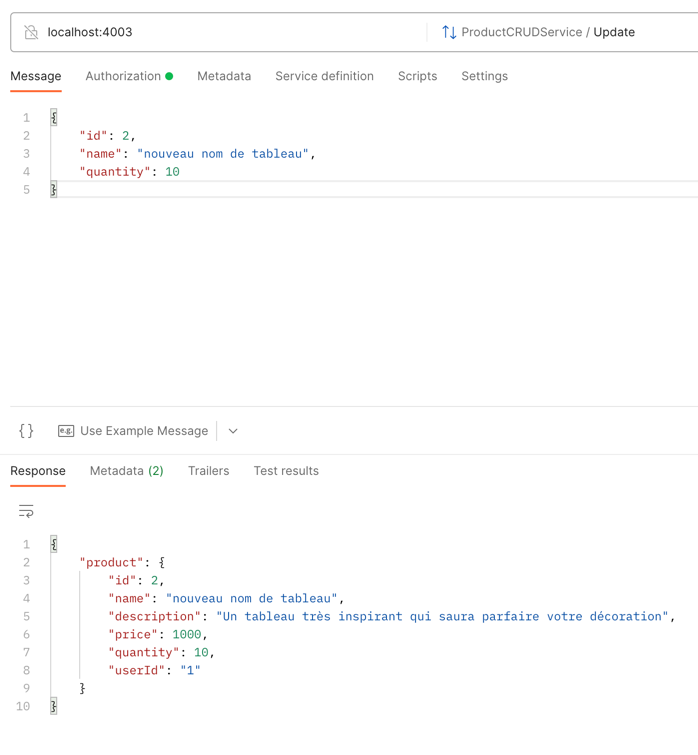 localhost:4003 ProductCRUDService / Update
Message Authorization Metadata Service definition Scripts Settings
1 {
2 "id": 2,
3 "name": "nouveau nom de tableau",
4 "quantity": 10
5 }
{} e.g. Use Example Message
Response Metadata (2) Trailers Test results
1 {
2 "product": {
3 "id": 2,
4 "name": "nouveau nom de tableau",
5 "description": "Un tableau très inspirant qui saura parfaire votre décoration",
6 "price": 1000,
7 "quantity": 10,
8 "userId": "1"
9 }
10 }